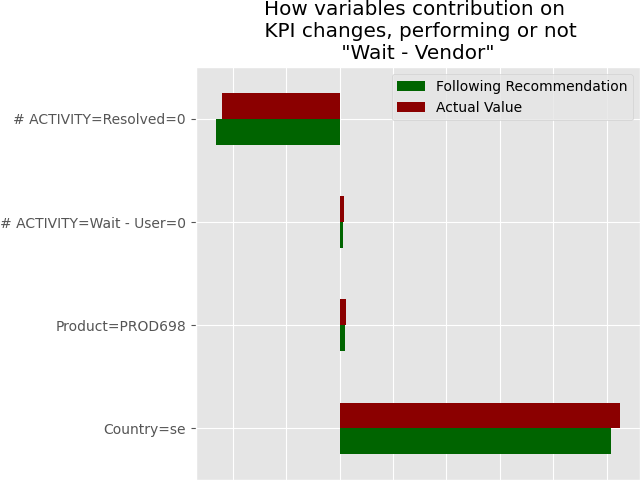 How variables contribution on
KPI changes, performing or not
"Wait - Vendor"
Following Recommendation
Actual Value
# ACTIVITY=Resolved=0
# ACTIVITY=Wait - User=0
Product=PROD698
Country=se